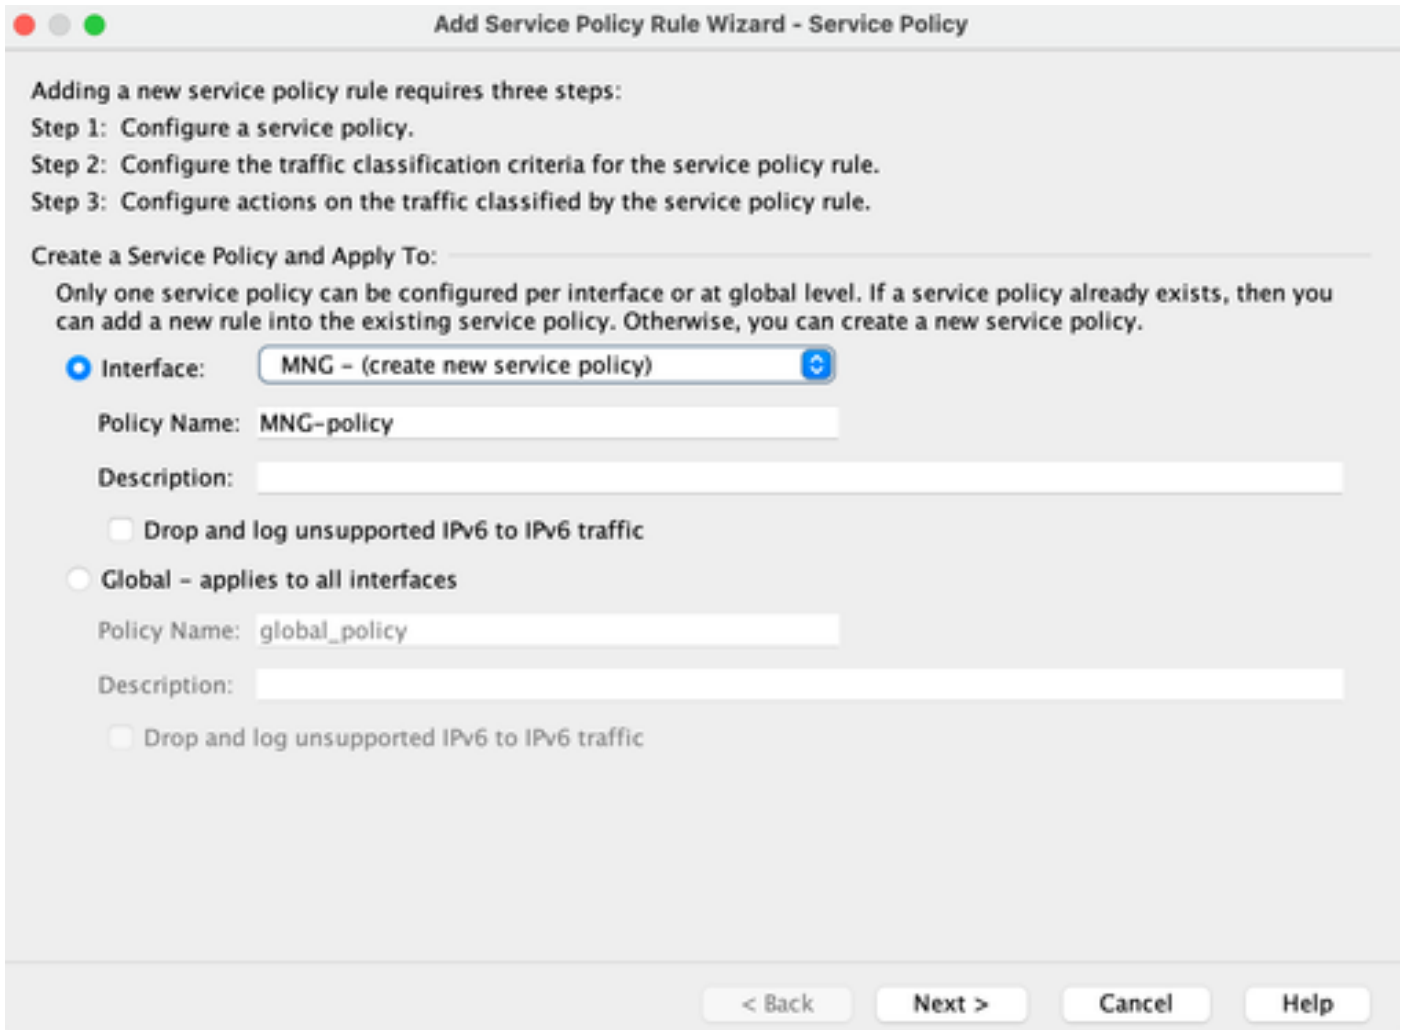 Add Service Policy Rule Wizard - Service Policy
Adding a new service policy rule requires three steps:
Step 1: Configure a service policy.
Step 2: Configure the traffic classification criteria for the service policy rule.
Step 3: Configure actions on the traffic classified by the service policy rule.
Create a Service Policy and Apply To:
Only one service policy can be configured per interface or at global level. If a service policy already exists, then you
can add a new rule into the existing service policy. Otherwise, you can create a new service policy.
Interface: MNG - (create new service policy)
Policy Name: MNG-policy
Description:
Drop and log unsupported IPv6 to IPv6 traffic
Global - applies to all interfaces
Policy Name: global_policy
Description:
Drop and log unsupported IPv6 to IPv6 traffic
< Back Next > Cancel Help